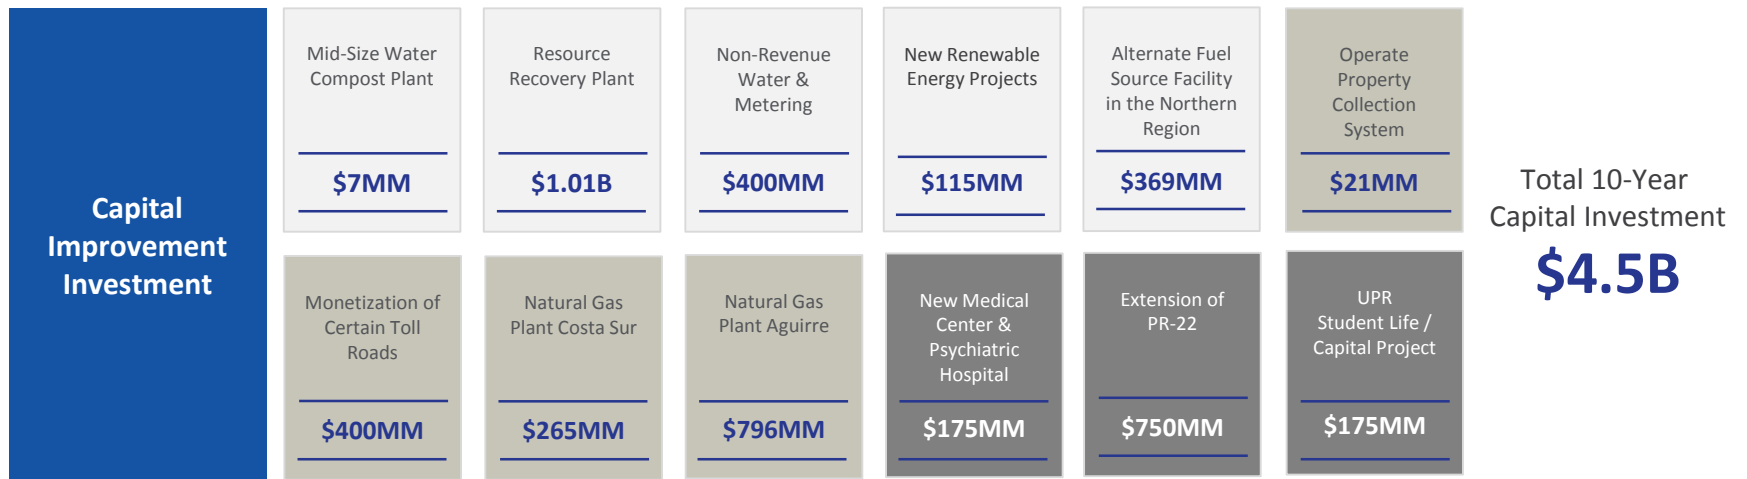 Capital
Improvement
Investment
Mid-Size Water
Compost Plant
$7MM
Resource
Recovery Plant
$1.01B
Non-Revenue
Water &
Metering
$400MM
New Renewable
Energy Projects
$115MM
Alternate Fuel
Source Facility
in the Northern
Region
$369MM
Operate
Property
Collection
System
$21MM
Monetization of
Certain Toll
Roads
$400MM
Natural Gas
Plant Costa Sur
$265MM
Natural Gas
Plant Aguirre
$796MM
New Medical
Center &
Psychiatric
Hospital
$175MM
Extension of
PR-22
$750MM
UPR
Student Life /
Capital Project
$175MM
Total 10-Year
Capital Investment
$4.5B